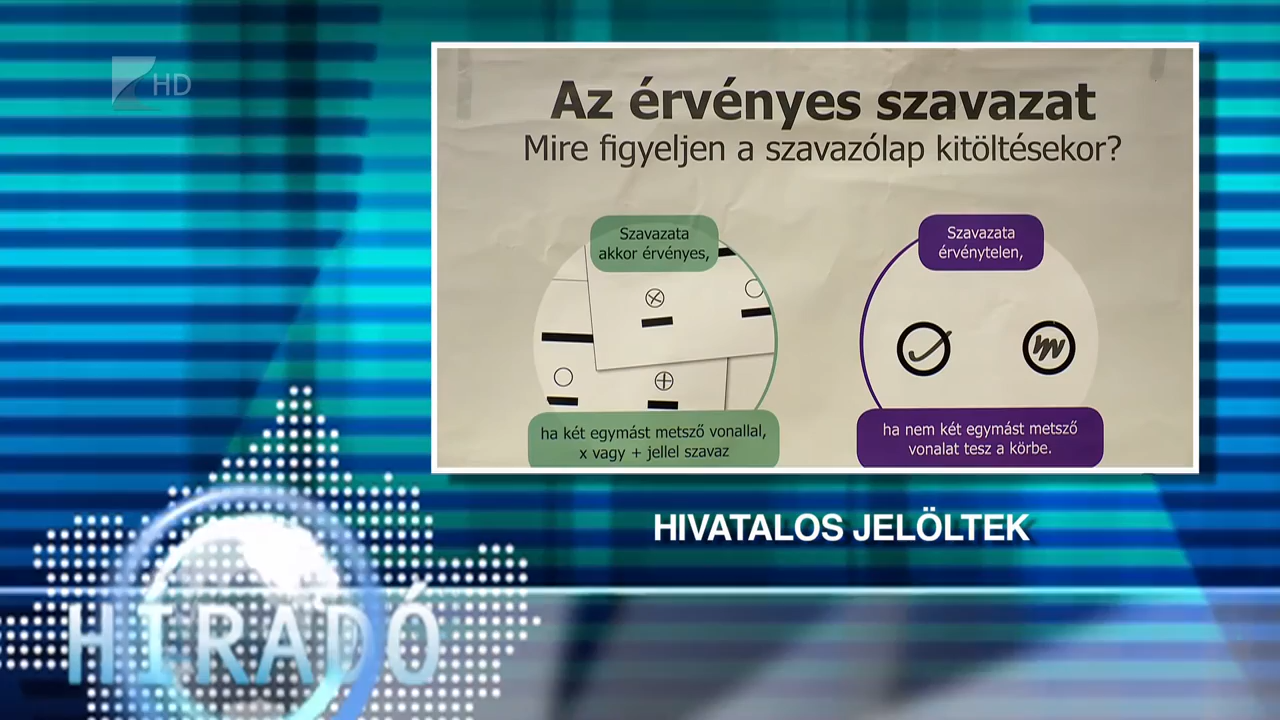 HD
Az érvényes szavazat
Mire figyeljen a szavazólap kitöltésekor?
Szavazata
akkor érvényes,
ha két egymást metsző vonallal,
x vagy + jellel szavaz
Szavazata
érvénytelen,
ha nem két egymást metsző
vonalat tesz a körbe.
HIVATALOS JELÖLTEK
HÍRADÓ